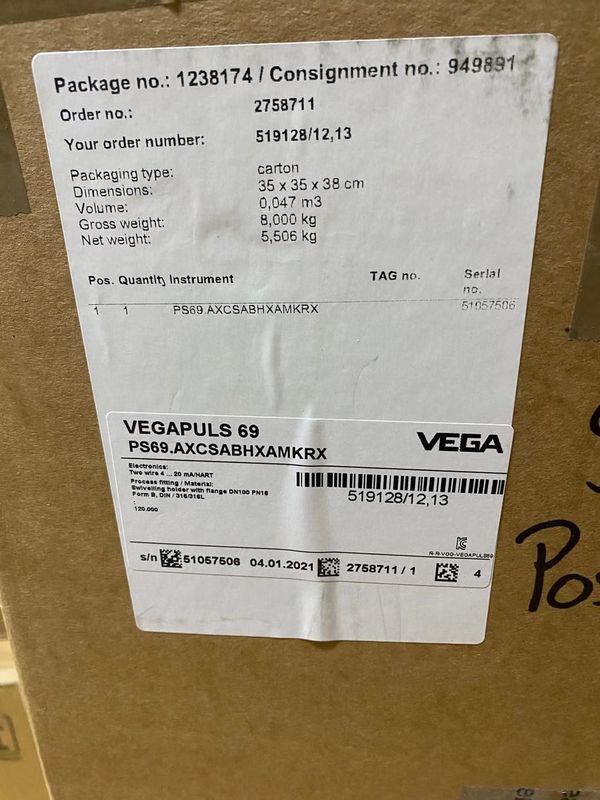 Package no.: 1238174 / Consignment no.: 949891
Order no.: 2758711
Your order number: 519128/12,13
Packaging type: carton
Dimensions: 35 x 35 x 38 cm
Volume: 0,047 m3
Gross weight: 8,000 kg
Net weight: 5,506 kg
Pos. Quantity Instrument TAG no. Serial no.
1 1 PS69.AXCSABHXAMKRX 51057506
VEGAPULS 69 VEGA
PS69.AXCSABHXAMKRX
Electronics:
Two wire 4 ... 20 mA/HART
Process fitting / Material:
Swivelling holder with flange DN100 PN16
Form B, DIN / 316/316L
:
120.000
519128/12,13
R-R-VGG-VEGAPULS69
s/n 51057506 04.01.2021 2758711 / 1 4
Pos